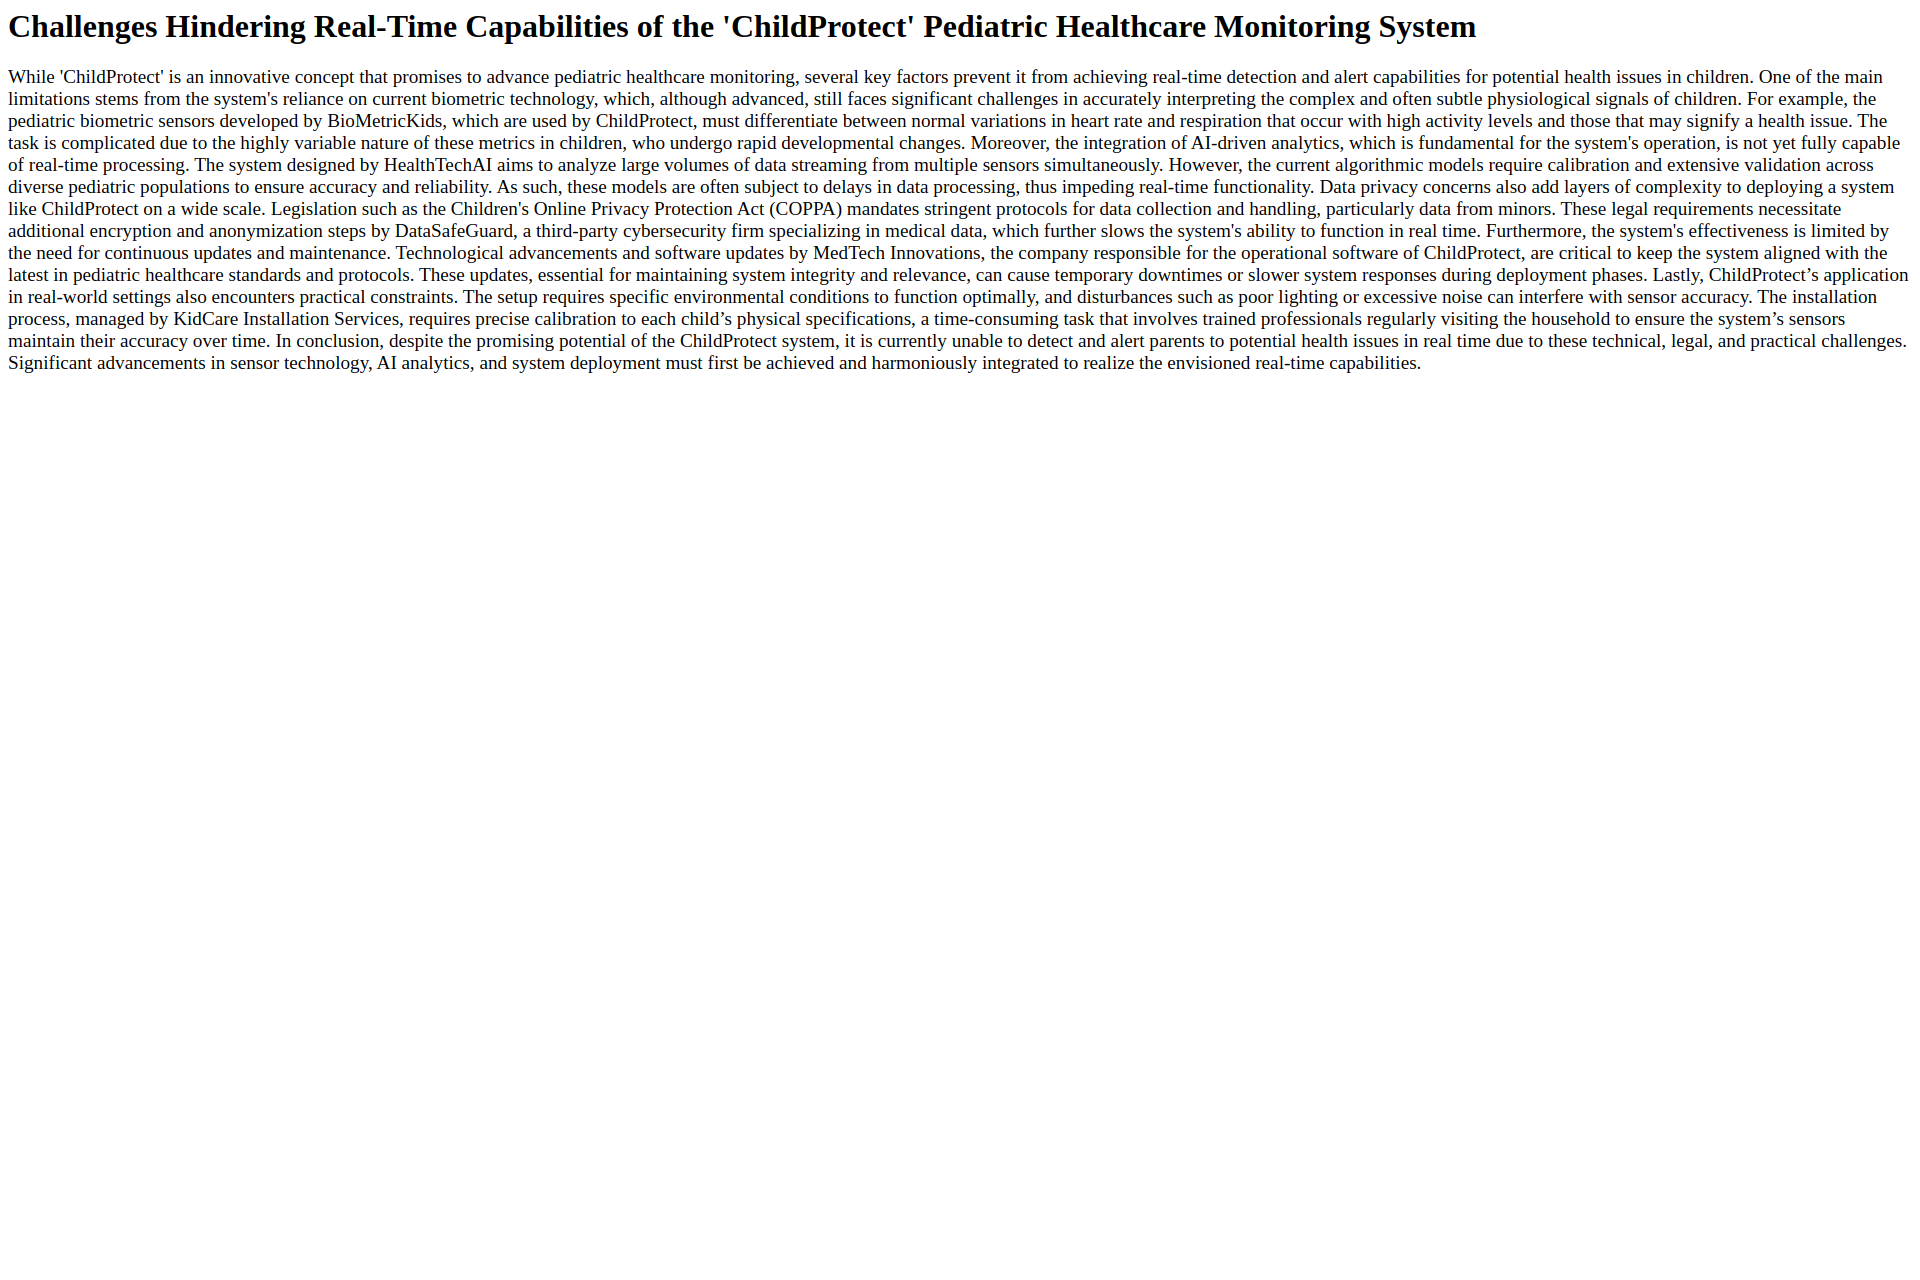 Challenges Hindering Real-Time Capabilities of the 'ChildProtect' Pediatric Healthcare Monitoring System
While 'ChildProtect' is an innovative concept that promises to advance pediatric healthcare monitoring, several key factors prevent it from achieving real-time detection and alert capabilities for potential health issues in children. One of the main
limitations stems from the system's reliance on current biometric technology, which, although advanced, still faces significant challenges in accurately interpreting the complex and often subtle physiological signals of children. For example, the
pediatric biometric sensors developed by BioMetricKids, which are used by ChildProtect, must differentiate between normal variations in heart rate and respiration that occur with high activity levels and those that may signify a health issue. The
task is complicated due to the highly variable nature of these metrics in children, who undergo rapid developmental changes. Moreover, the integration of AI-driven analytics, which is fundamental for the system's operation, is not yet fully capable
of real-time processing. The system designed by HealthTechAI aims to analyze large volumes of data streaming from multiple sensors simultaneously. However, the current algorithmic models require calibration and extensive validation across
diverse pediatric populations to ensure accuracy and reliability. As such, these models are often subject to delays in data processing, thus impeding real-time functionality. Data privacy concerns also add layers of complexity to deploying a system
like ChildProtect on a wide scale. Legislation such as the Children's Online Privacy Protection Act (COPPA) mandates stringent protocols for data collection and handling, particularly data from minors. These legal requirements necessitate
additional encryption and anonymization steps by DataSafeGuard, a third-party cybersecurity firm specializing in medical data, which further slows the system's ability to function in real time. Furthermore, the system's effectiveness is limited by
the need for continuous updates and maintenance. Technological advancements and software updates by MedTech Innovations, the company responsible for the operational software of ChildProtect, are critical to keep the system aligned with the
latest in pediatric healthcare standards and protocols. These updates, essential for maintaining system integrity and relevance, can cause temporary downtimes or slower system responses during deployment phases. Lastly, ChildProtect’s application
in real-world settings also encounters practical constraints. The setup requires specific environmental conditions to function optimally, and disturbances such as poor lighting or excessive noise can interfere with sensor accuracy. The installation
process, managed by KidCare Installation Services, requires precise calibration to each child’s physical specifications, a time-consuming task that involves trained professionals regularly visiting the household to ensure the system’s sensors
maintain their accuracy over time. In conclusion, despite the promising potential of the ChildProtect system, it is currently unable to detect and alert parents to potential health issues in real time due to these technical, legal, and practical challenges.
Significant advancements in sensor technology, AI analytics, and system deployment must first be achieved and harmoniously integrated to realize the envisioned real-time capabilities.